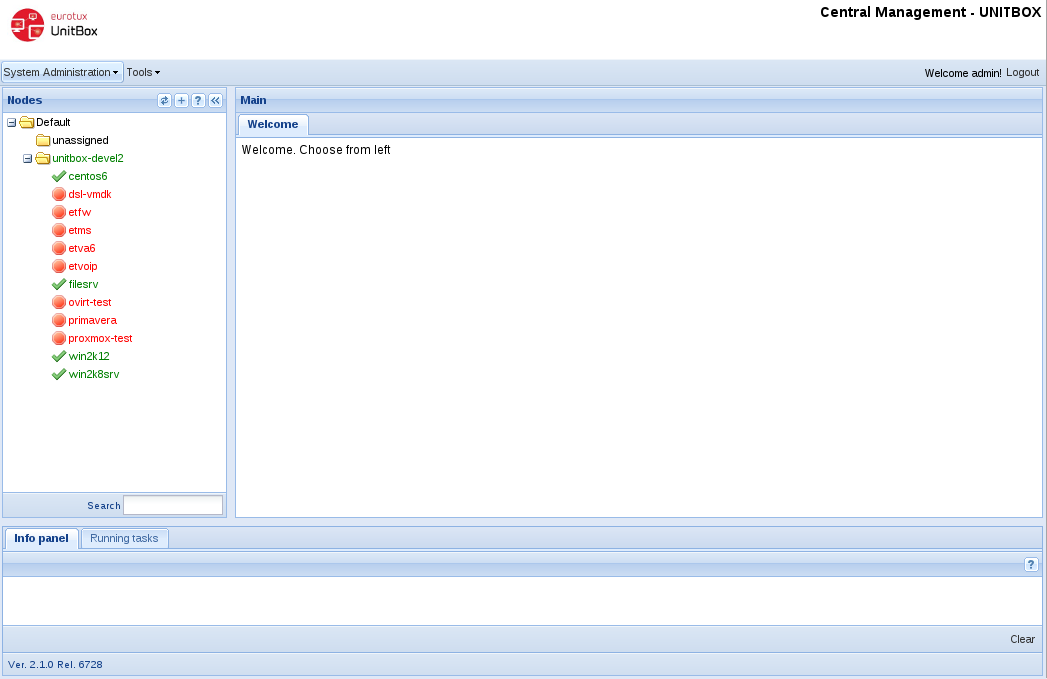 eurotux
UnitBox
Central Management - UNITBOX
System Administration Tools Welcome admin! Logout
Nodes
Main
Default
Welcome
unassigned
Welcome. Choose from left
unitbox-devel2
centos6
dsl-vmdk
etfw
etms
etva6
etvoip
filesrv
ovirt-test
primavera
proxmox-test
win2k12
win2k8srv
Search
Info panel Running tasks
Clear
Ver. 2.1.0 Rel. 6728